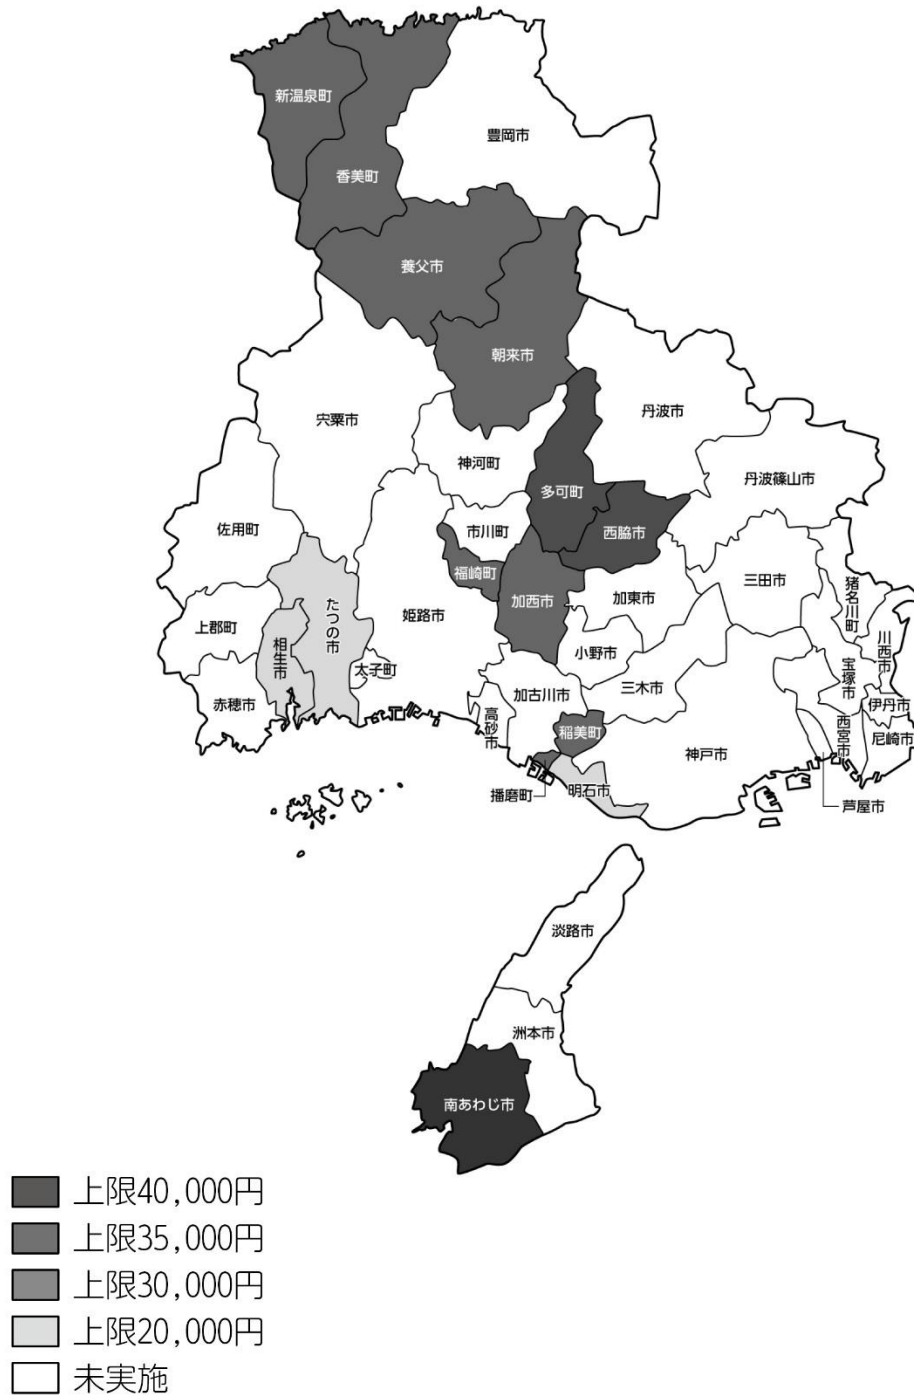 新温泉町
香美町
豊岡市
養父市
朝来市
宍粟市
丹波市
神河町
多可町
丹波篠山市
佐用町
市川町
西脇市
福崎町
加西市
加東市
三田市
猪名川町
上郡町
相生市
たつの市
姫路市
太子町
小野市
川西市
赤穂市
加古川市
高砂市
三木市
宝塚市
伊丹市
稲美町
神戸市
西宮市
尼崎市
播磨町
明石市
芦屋市
淡路市
洲本市
南あわじ市
上限40,000円
上限35,000円
上限30,000円
上限20,000円
未実施